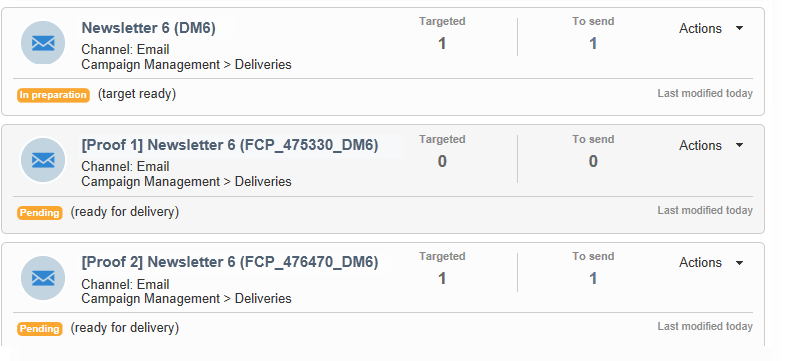 Newsletter 6 (DM6)
Channel: Email
Campaign Management > Deliveries
Targeted
1
To send
1
Actions
In preparation (target ready)
Last modified today
[Proof 1] Newsletter 6 (FCP_475330_DM6)
Channel: Email
Campaign Management > Deliveries
Targeted
0
To send
0
Actions
Pending (ready for delivery)
Last modified today
[Proof 2] Newsletter 6 (FCP_476470_DM6)
Channel: Email
Campaign Management > Deliveries
Targeted
1
To send
1
Actions
Pending (ready for delivery)
Last modified today